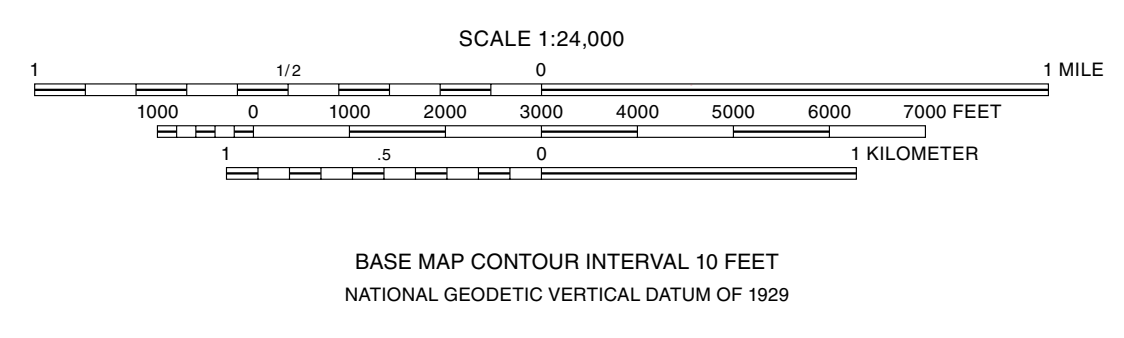 SCALE 1:24,000
1 1/2 0 1 MILE
1000 0 1000 2000 3000 4000 5000 6000 7000 FEET
1 .5 0 1 KILOMETER
BASE MAP CONTOUR INTERVAL 10 FEET
NATIONAL GEODETIC VERTICAL DATUM OF 1929